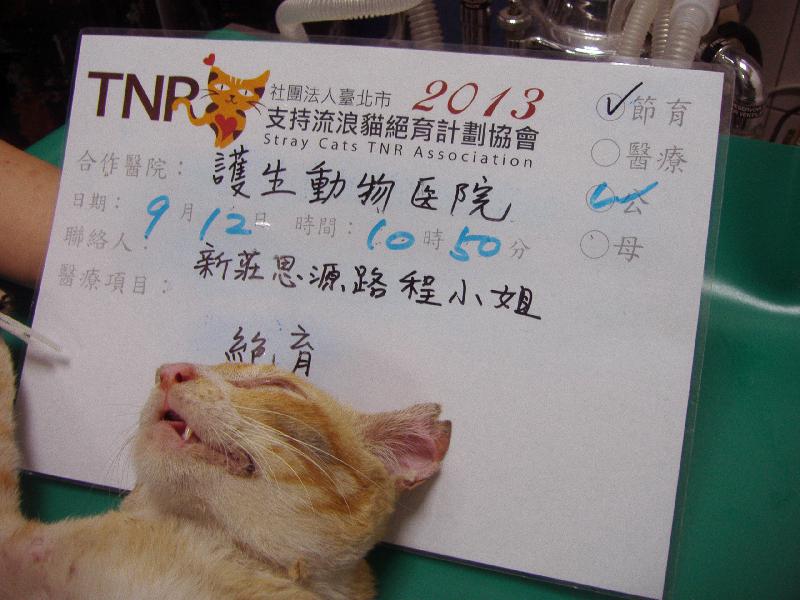 TNR 社團法人臺北市 2013
支持流浪貓絕育計劃協會
Stray Cats TNR Association
節育
醫療
公
母
合作醫院：護生動物医院
日期：9月12日 時間：10時50分
聯絡人：新莊思源路程小姐
醫療項目：
絕育